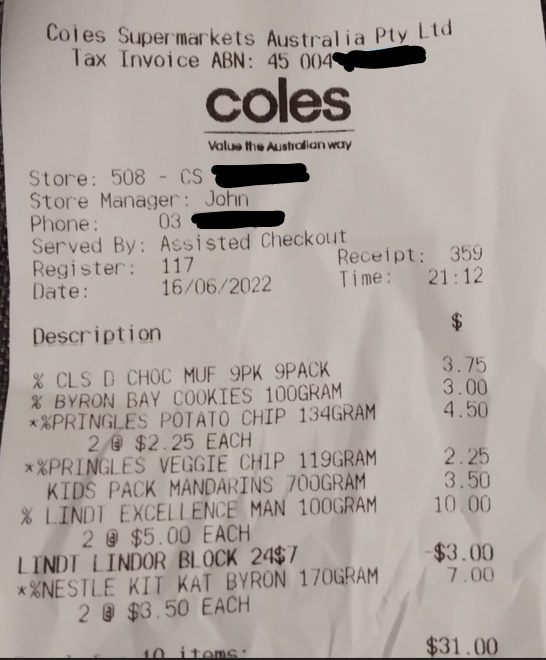 Coles Supermarkets Australia Pty Ltd
Tax Invoice ABN: 45 004
coles
Value the Australian way
Store: 508 - CS
Store Manager: John
Phone: 03
Served By: Assisted Checkout
Register: 117 Receipt: 359
Date: 16/06/2022 Time: 21:12
Description $
% CLS D CHOC MUF 9PK 9PACK 3.75
% BYRON BAY COOKIES 100GRAM 3.00
*%PRINGLES POTATO CHIP 134GRAM 4.50
2 @ $2.25 EACH
*%PRINGLES VEGGIE CHIP 119GRAM 2.25
KIDS PACK MANDARINS 700GRAM 3.50
% LINDT EXCELLENCE MAN 100GRAM 10.00
2 @ $5.00 EACH
LINDT LINDOR BLOCK 24$7 -$3.00
*%NESTLE KIT KAT BYRON 170GRAM 7.00
2 @ $3.50 EACH
10 items: $31.00